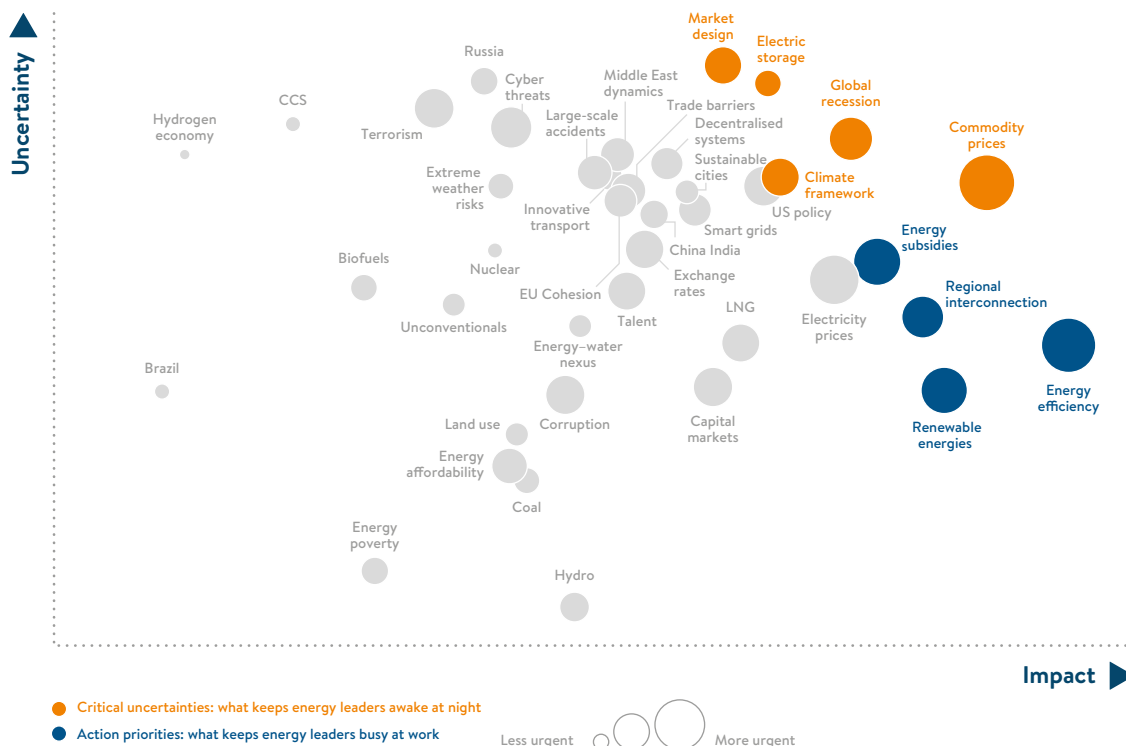 Uncertainty
Market
design
Electric
storage
Russia
Cyber
threats
Middle East
dynamics
Global
recession
CCS
Hydrogen
economy
Terrorism
Large-scale
accidents
Trade barriers
Decentralised
systems
Commodity
prices
Sustainable
cities
Extreme
weather
risks
Climate
framework
Innovative
transport
US policy
Smart grids
Energy
subsidies
China India
Biofuels
Nuclear
Exchange
rates
EU Cohesion
Regional
interconnection
Unconventionals
Talent
LNG
Electricity
prices
Energy–water
nexus
Brazil
Energy
efficiency
Land use
Corruption
Capital
markets
Renewable
energies
Energy
affordability
Coal
Energy
poverty
Hydro
Impact
Critical uncertainties: what keeps energy leaders awake at night
Action priorities: what keeps energy leaders busy at work
Less urgent
More urgent